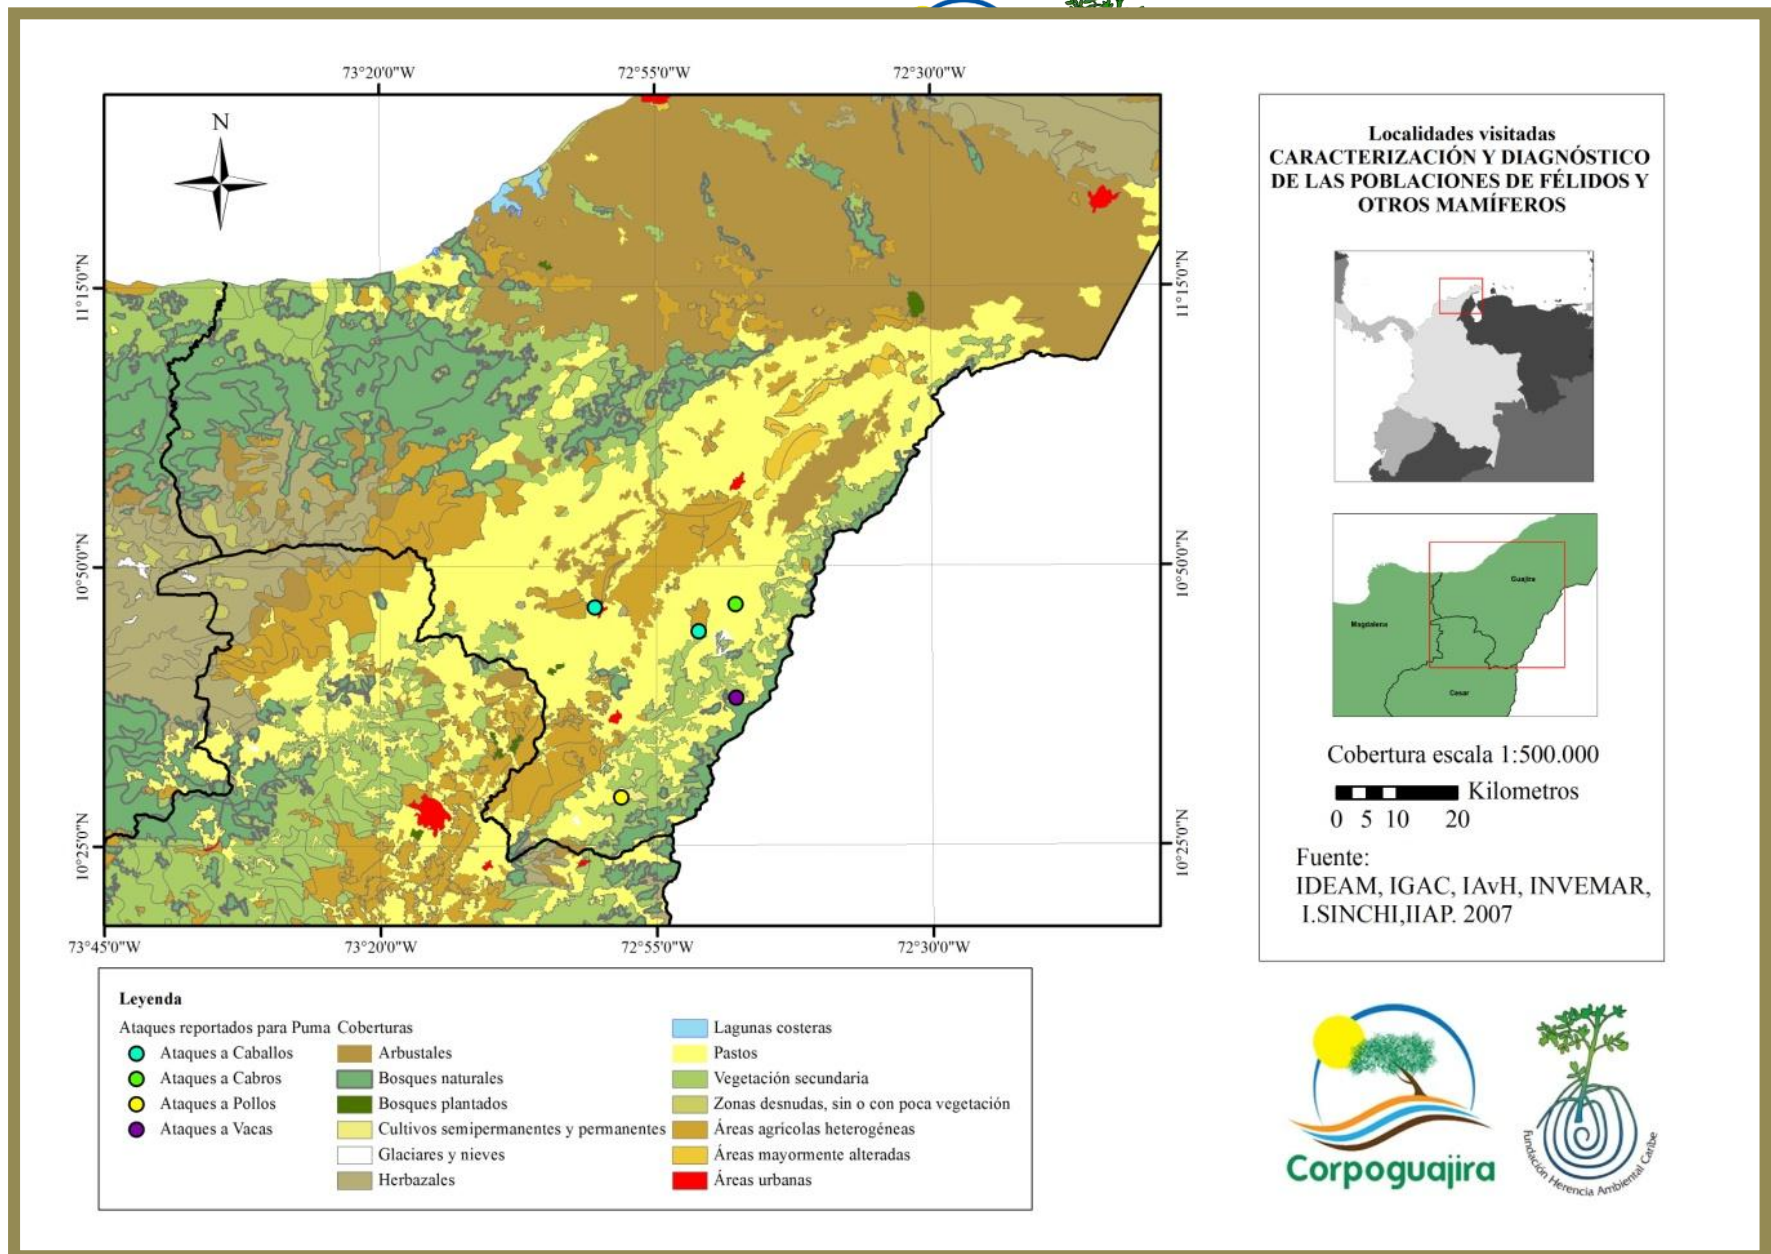 73°20'0"W
72°55'0"W
72°30'0"W
N
11°15'0"N
11°15'0"N
10°50'0"N
10°50'0"N
10°25'0"N
10°25'0"N
73°45'0"W
73°20'0"W
72°55'0"W
72°30'0"W
Localidades visitadas
CARACTERIZACIÓN Y DIAGNÓSTICO
DE LAS POBLACIONES DE FÉLIDOS Y
OTROS MAMÍFEROS
Guajira
Magdalena
Cesar
Cobertura escala 1:500.000
Kilometros
0 5 10 20
Fuente:
IDEAM, IGAC, IAvH, INVEMAR,
I.SINCHI,IIAP. 2007
Leyenda
Ataques reportados para Puma
Ataques a Caballos
Ataques a Cabros
Ataques a Pollos
Ataques a Vacas
Coberturas
Arbustales
Bosques naturales
Bosques plantados
Cultivos semipermanentes y permanentes
Glaciares y nieves
Herbazales
Lagunas costeras
Pastos
Vegetación secundaria
Zonas desnudas, sin o con poca vegetación
Áreas agrícolas heterogéneas
Áreas mayormente alteradas
Áreas urbanas
Corpoguajira
Fundación Herencia Ambiental Caribe